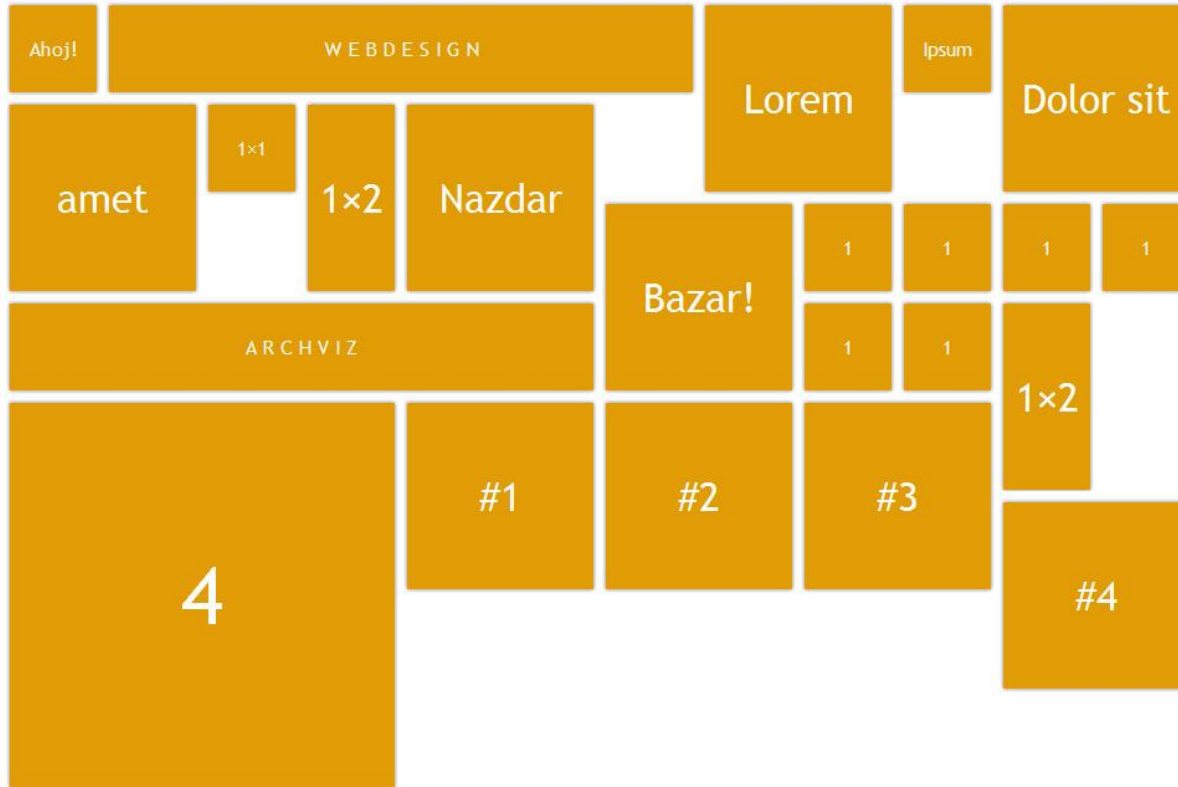 Ahoj!
WEBDESIGN
Lorem
Ipsum
Dolor sit
amet
1×1
1×2
Nazdar
Bazar!
1
1
1
1
ARCHVIZ
1
1
1×2
4
#1
#2
#3
#4